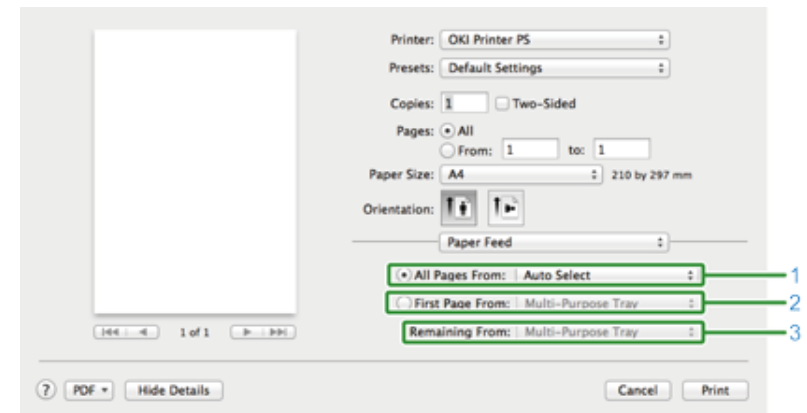 Printer: OKI Printer PS
Presets: Default Settings
Copies: 1 Two-Sided
Pages: All
From: 1 to: 1
Paper Size: A4 210 by 297 mm
Orientation:
Paper Feed
All Pages From: Auto Select 1
First Page From: Multi-Purpose Tray 2
Remaining From: Multi-Purpose Tray 3
1 of 1
? PDF Hide Details Cancel Print